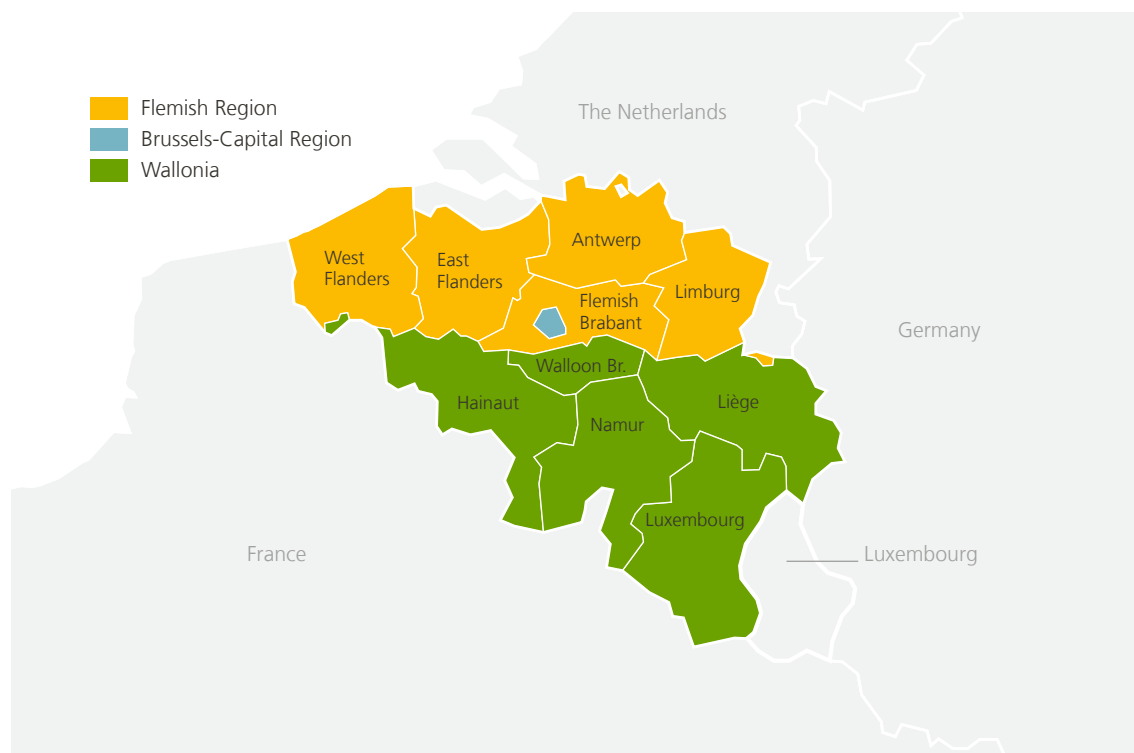 Flemish Region
Brussels-Capital Region
Wallonia
The Netherlands
Antwerp
West
Flanders
East
Flanders
Limburg
Flemish
Brabant
Germany
Walloon Br.
Hainaut
Liège
Namur
Luxembourg
France
Luxembourg